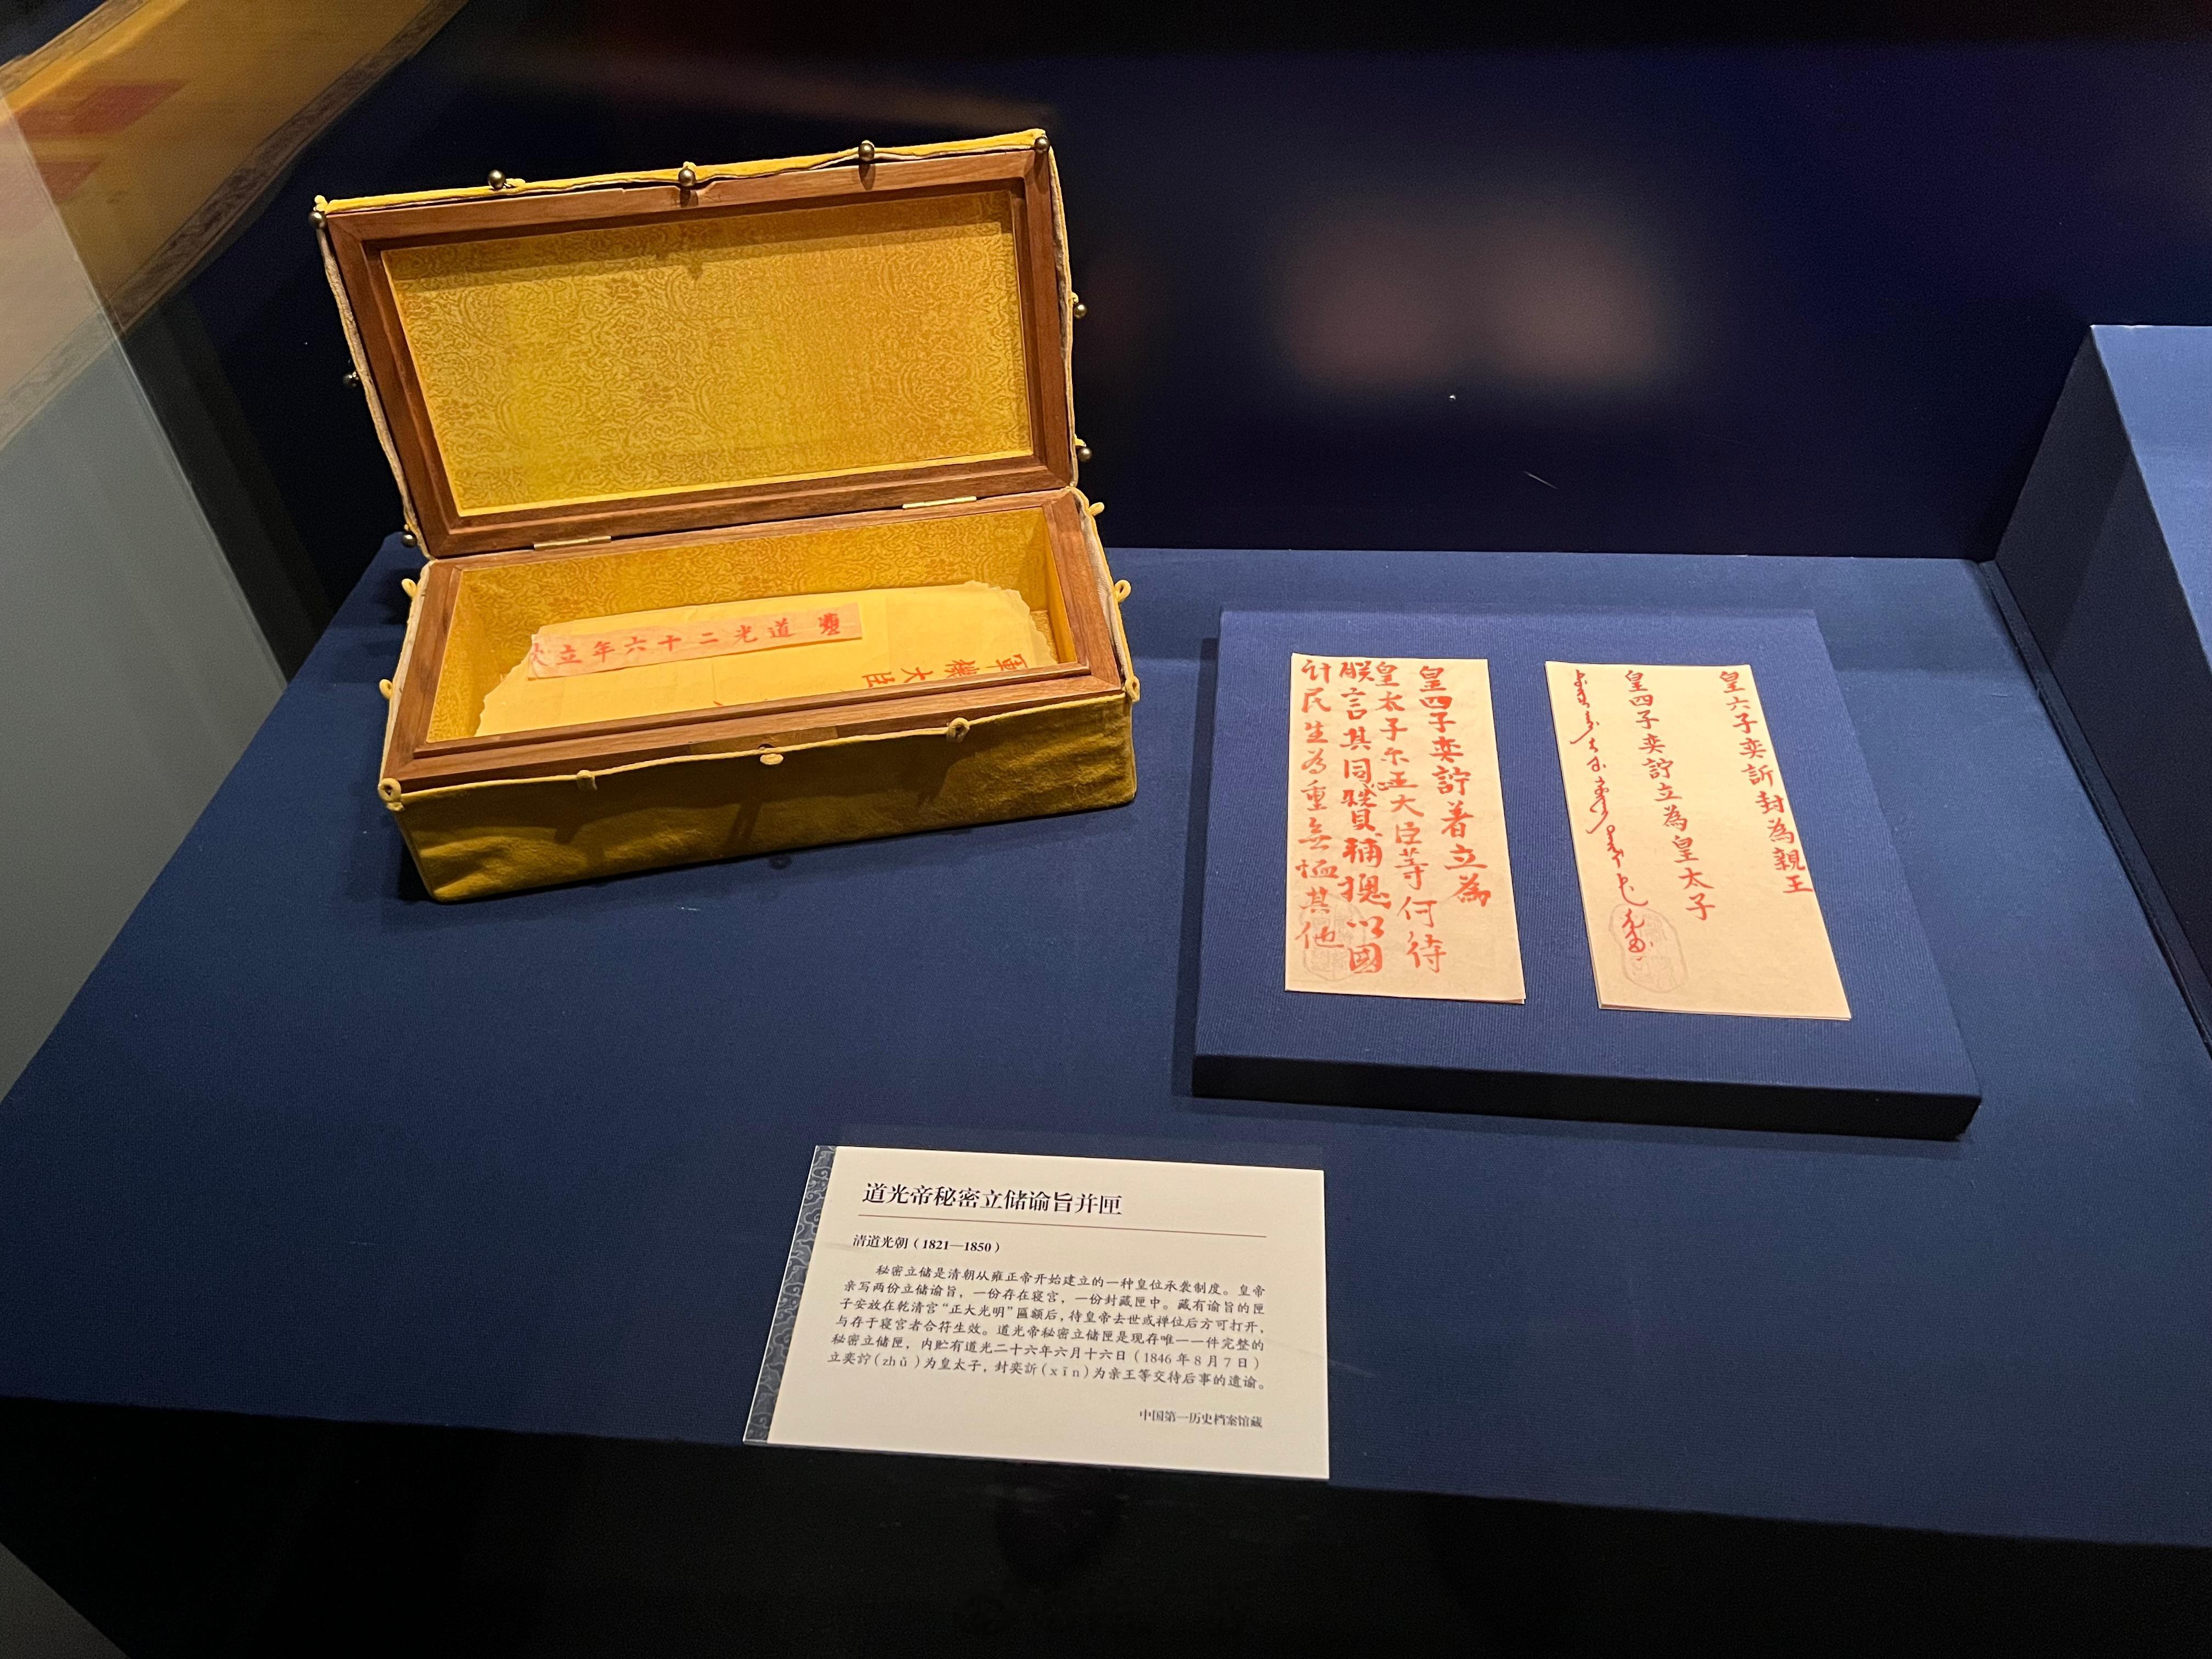 道光二十六年立
軍機大臣
皇四子奕詝著立為
皇太子尔王大臣等何待
朕言其同心賛輔總以國
計民生為重無恤其他
皇六子奕訢封為親王
皇四子奕詝立為皇太子
道光帝秘密立储谕旨并匣
清道光朝（1821—1850）
秘密立储是清朝从雍正帝开始建立的一种皇位承袭制度。皇帝
亲写两份立储谕旨，一份存在寝宫，一份封藏匣中。藏有谕旨的匣
子安放在乾清宫“正大光明”匾额后，待皇帝去世或禅位后方可打开，
与存于寝宫者合符生效。道光帝秘密立储匣是现存唯一一件完整的
秘密立储匣，内贮有道光二十六年六月十六日（1846年8月7日）
立奕詝（zhǔ）为皇太子，封奕訢（xīn）为亲王等交待后事的遗谕。
中国第一历史档案馆藏